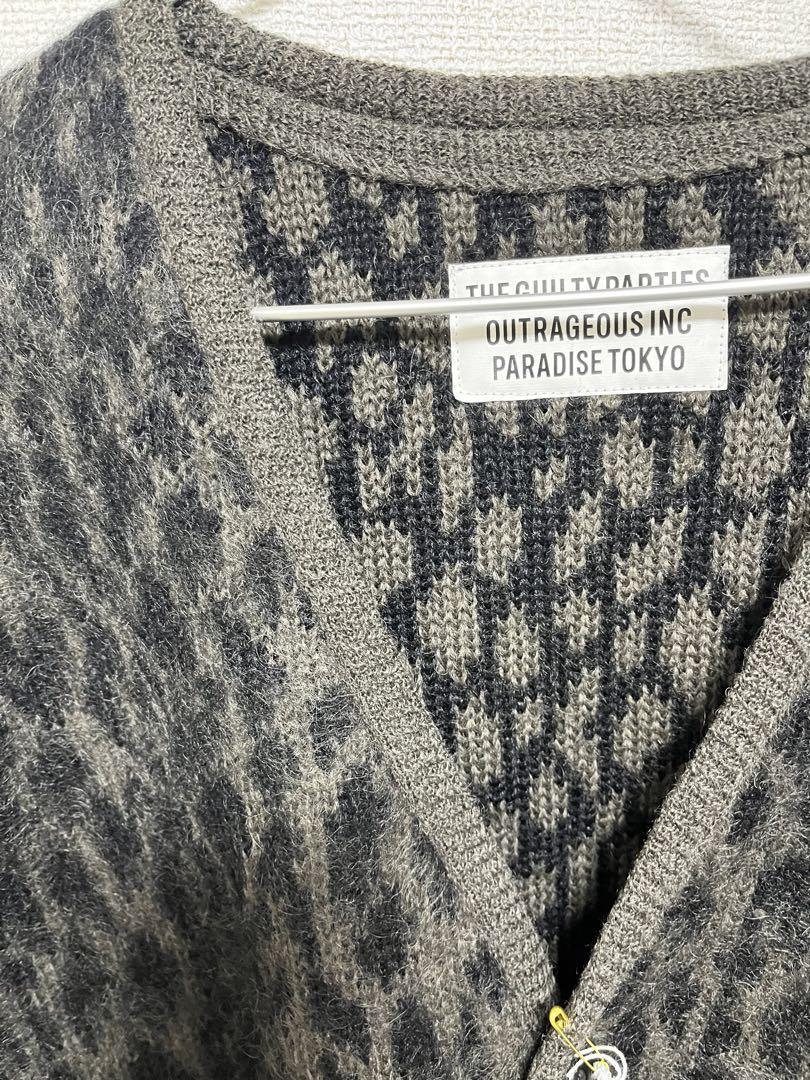 THE GUILTY PARTIES
OUTRAGEOUS INC
PARADISE TOKYO